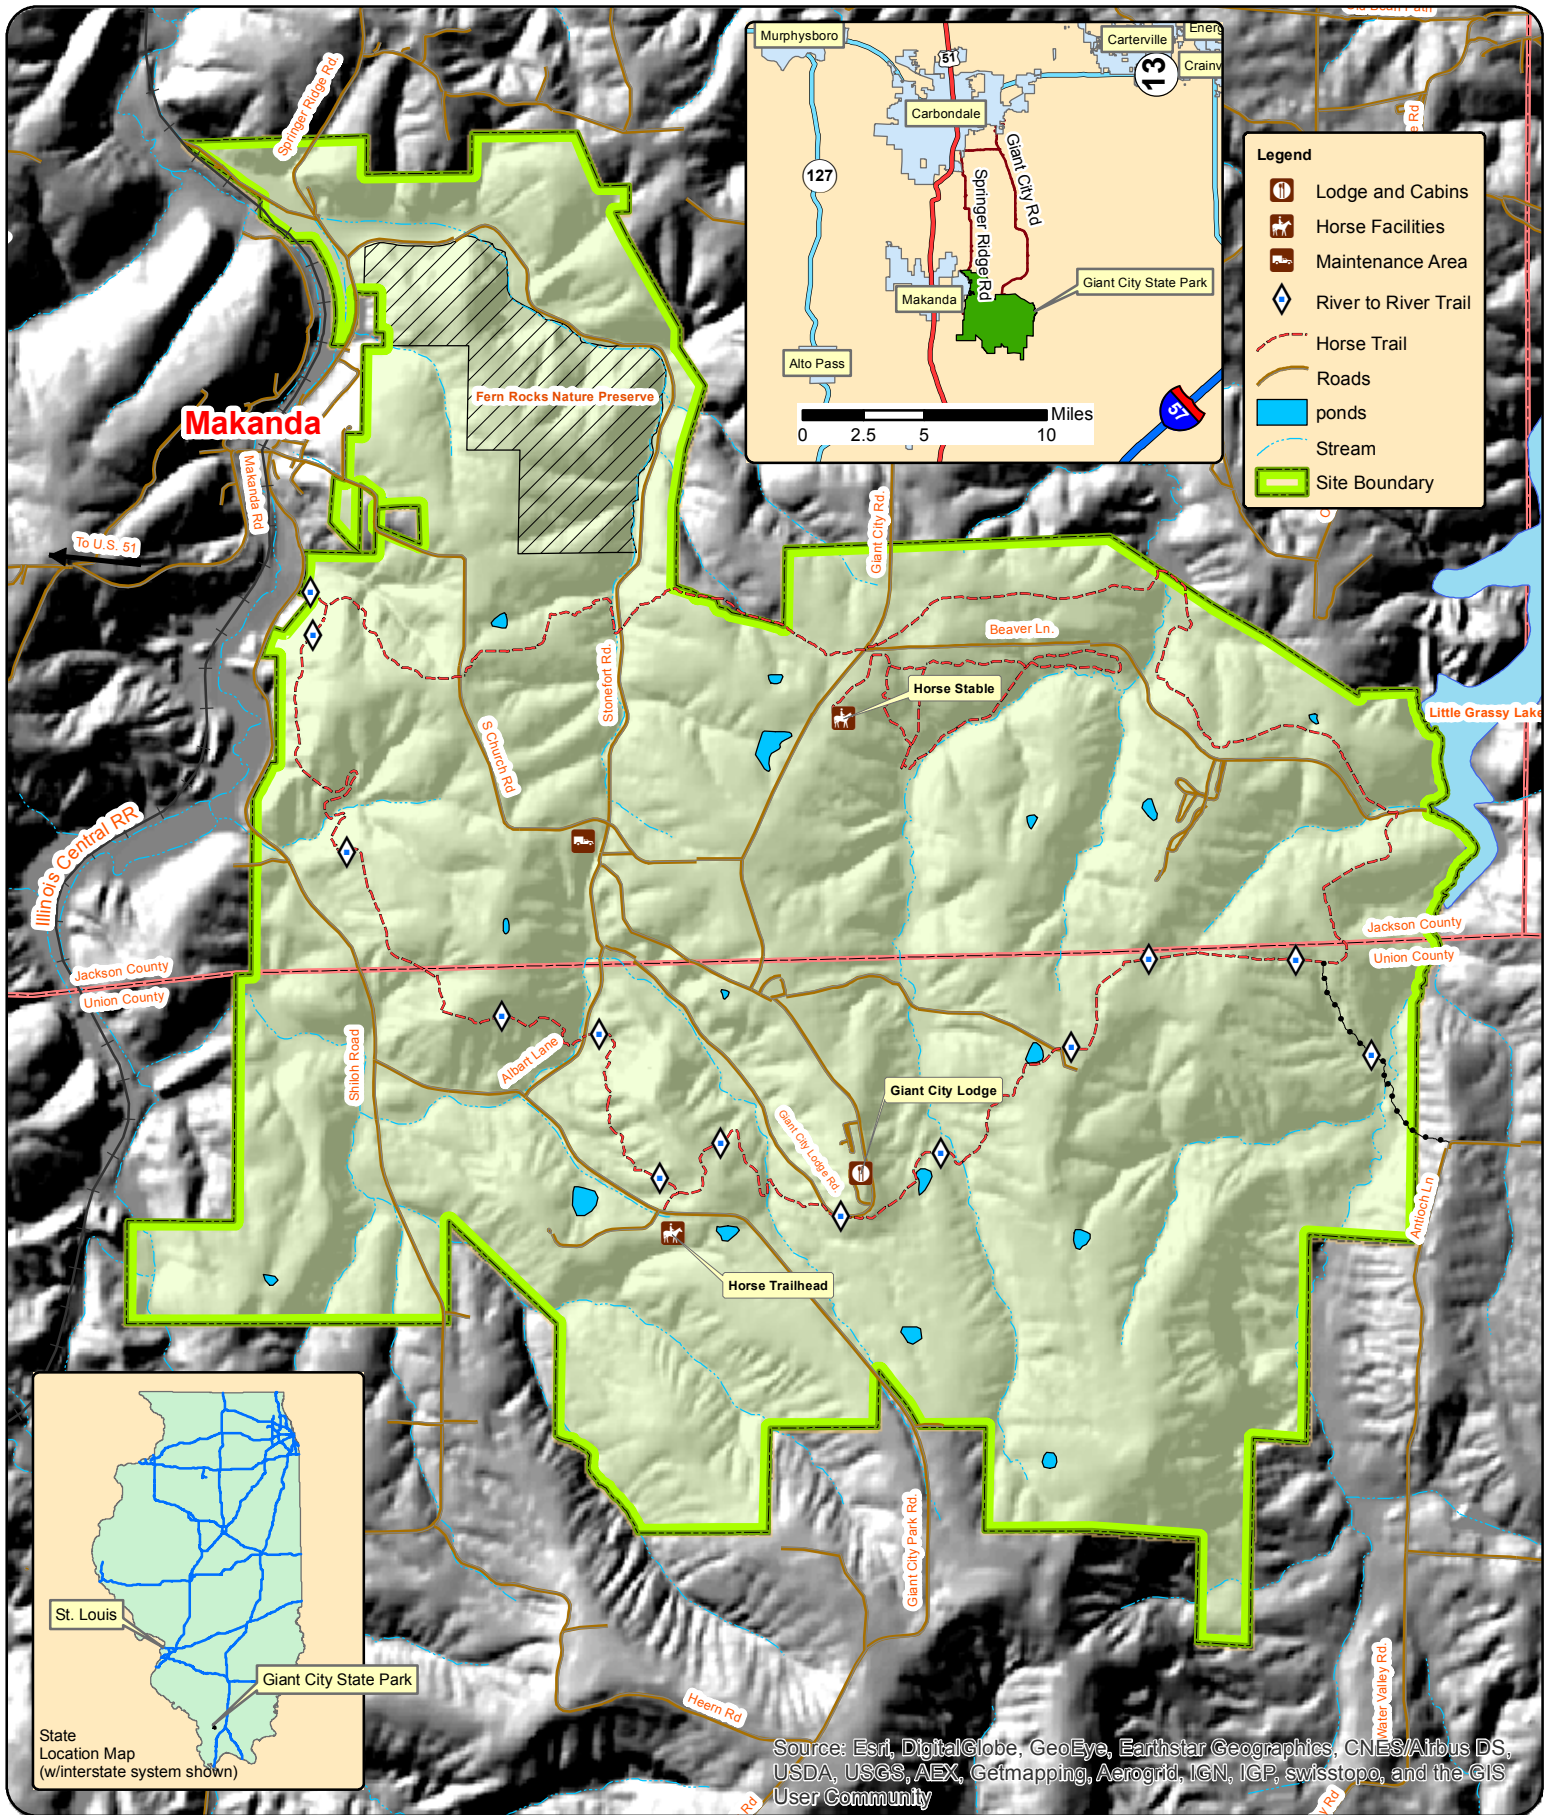 Old Dean Path
Springer Ridge Rd.
Murphysboro
Carterville
Energ
Crainv
51
13
Carbondale
127
Giant City Rd
Springer Ridge Rd
Makanda
Giant City State Park
Alto Pass
57
Miles
0 2.5 5 10
e Rd
Legend
Lodge and Cabins
Horse Facilities
Maintenance Area
River to River Trail
Horse Trail
Roads
ponds
Stream
Site Boundary
Fern Rocks Nature Preserve
Makanda
Makanda Rd
To U.S. 51
Giant City Rd.
Beaver Ln.
Stonefort Rd.
Horse Stable
Little Grassy Lake
S Church Rd
Illinois Central RR
Jackson County
Union County
Jackson County
Union County
Shiloh Road
Albart Lane
Giant City Lodge
Giant City Lodge Rd.
Antioch Ln
Horse Trailhead
Giant City Park Rd.
Heern Rd
Water Valley Rd.
St. Louis
Giant City State Park
State
Location Map
(w/interstate system shown)
Source: Esri, DigitalGlobe, GeoEye, Earthstar Geographics, CNES/Airbus DS,
USDA, USGS, AEX, Getmapping, Aerogrid, IGN, IGP, swisstopo, and the GIS
User Community
Rd
y Rd